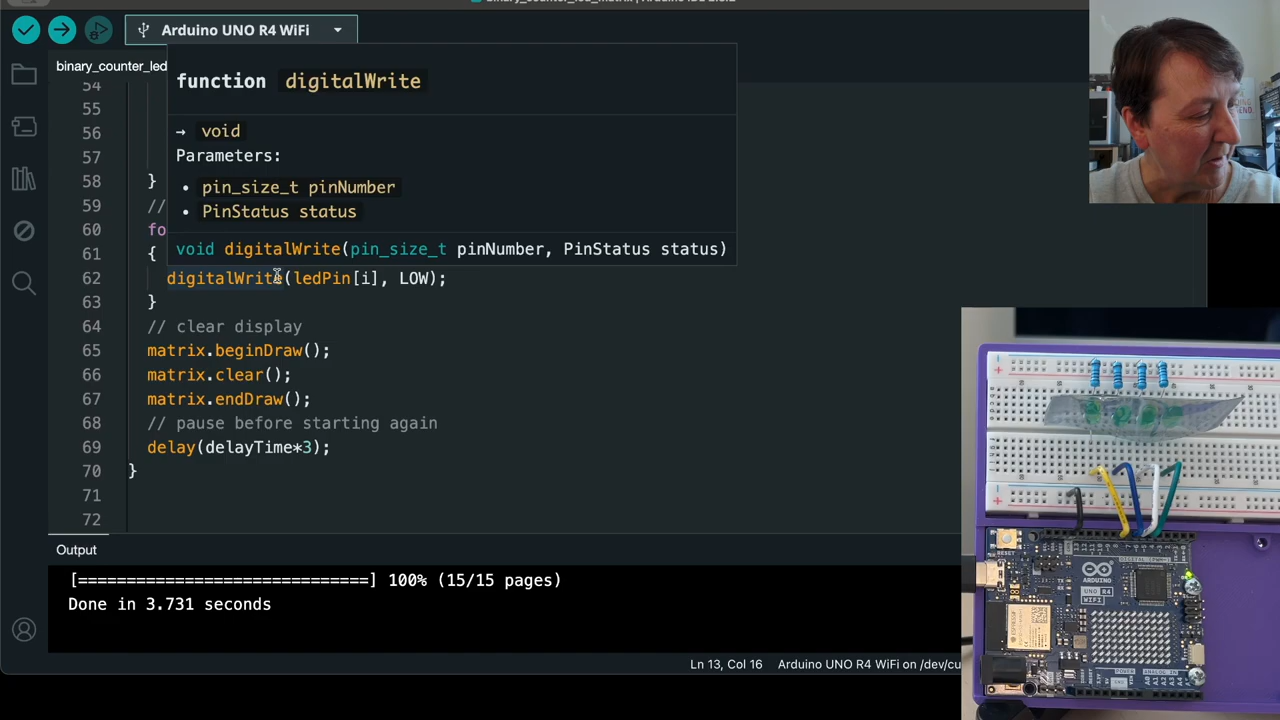 Arduino UNO R4 WiFi
binary_counter_led
function digitalWrite
→ void
Parameters:
• pin_size_t pinNumber
• PinStatus status
void digitalWrite(pin_size_t pinNumber, PinStatus status)
54
55
56
57
58 }
59 //
60 fo
61 {
62 digitalWrite(ledPin[i], LOW);
63 }
64 // clear display
65 matrix.beginDraw();
66 matrix.clear();
67 matrix.endDraw();
68 // pause before starting again
69 delay(delayTime*3);
70 }
71
72
Output
[=============================] 100% (15/15 pages)
Done in 3.731 seconds
Ln 13, Col 16 Arduino UNO R4 WiFi on /dev/cu
RESET
ARDUINO
UNO R4
WIFI